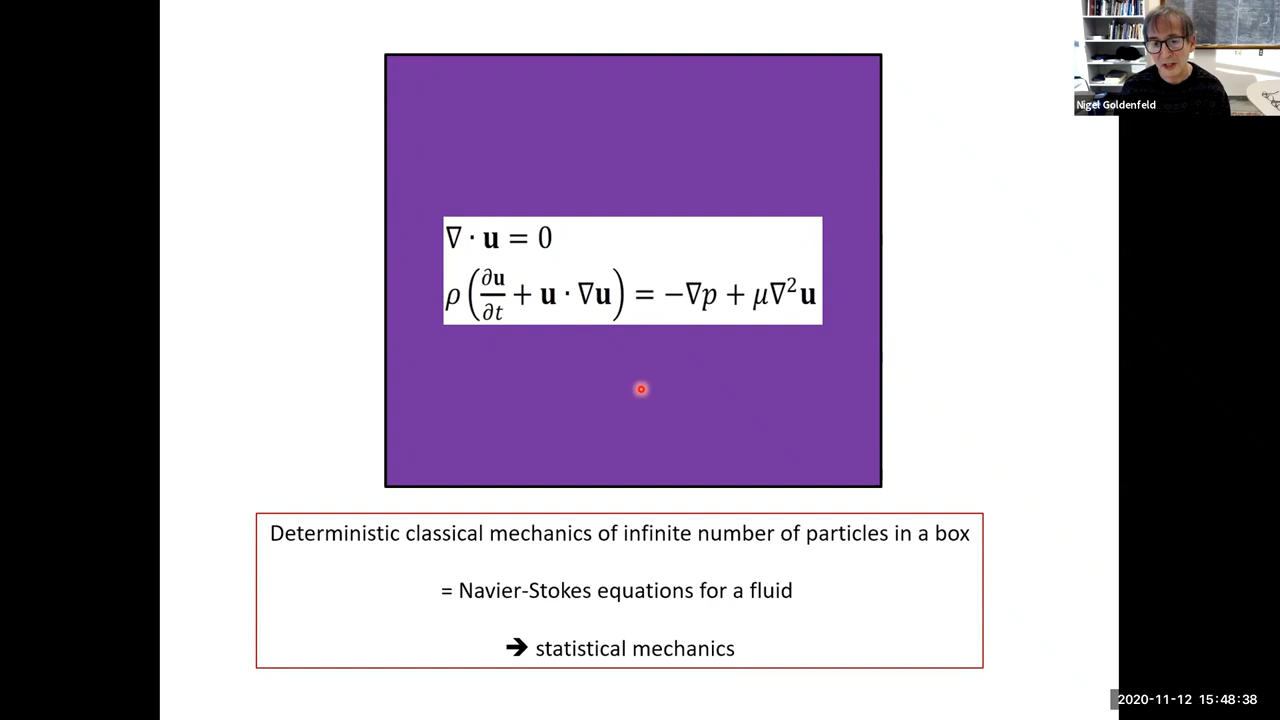 Nigel Goldenfeld
∇ · u = 0
ρ(∂u/∂t + u · ∇u) = −∇p + μ∇²u
Deterministic classical mechanics of infinite number of particles in a box
= Navier-Stokes equations for a fluid
➔ statistical mechanics
2020-11-12 15:48:38